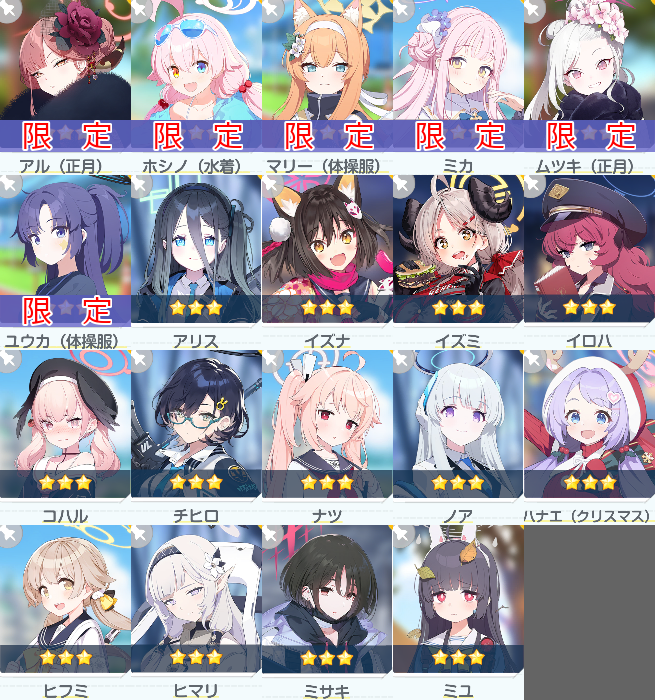 限 定
限 定
限 定
限 定
限 定
アル（正月）
ホシノ（水着）
マリー（体操服）
ミカ
ムツキ（正月）
限 定
ユウカ（体操服）
アリス
イズナ
イズミ
イロハ
コハル
チヒロ
ナツ
ノア
ハナエ（クリスマス）
ヒフミ
ヒマリ
ミサキ
ミユ